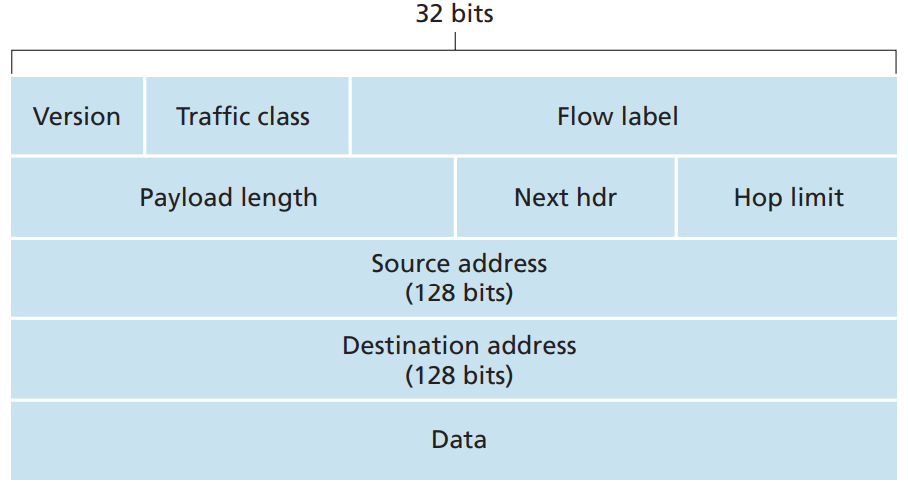 32 bits
Version Traffic class Flow label
Payload length Next hdr Hop limit
Source address
(128 bits)
Destination address
(128 bits)
Data